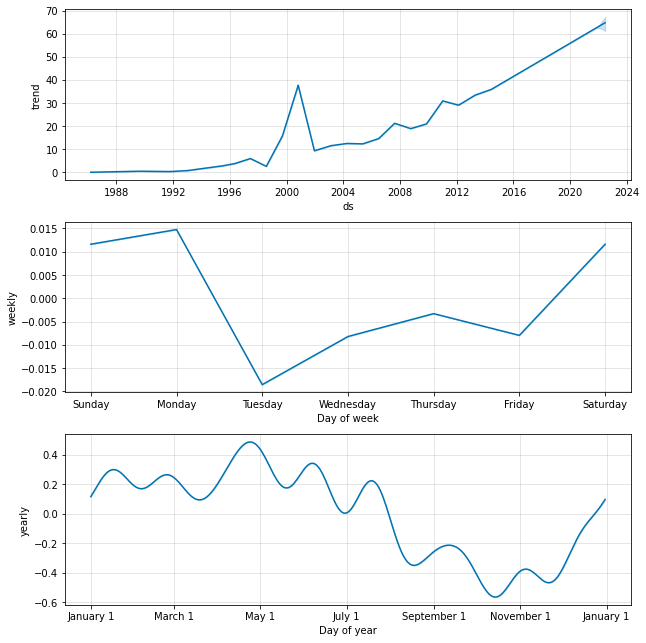 70
60
50
40
30
20
10
0
trend
1988 1992 1996 2000 2004 2008 2012 2016 2020 2024
ds
0.015
0.010
0.005
0.000
−0.005
−0.010
−0.015
−0.020
weekly
Sunday Monday Tuesday Wednesday Thursday Friday Saturday
Day of week
0.4
0.2
0.0
−0.2
−0.4
−0.6
yearly
January 1 March 1 May 1 July 1 September 1 November 1 January 1
Day of year